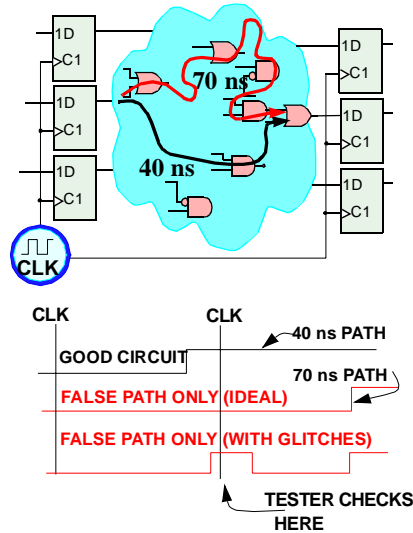 1D
C1
1D
C1
1D
C1
70 ns
40 ns
1D
C1
1D
C1
1D
C1
CLK
CLK
CLK
40 ns PATH
GOOD CIRCUIT
70 ns PATH
FALSE PATH ONLY (IDEAL)
FALSE PATH ONLY (WITH GLITCHES)
TESTER CHECKS
HERE